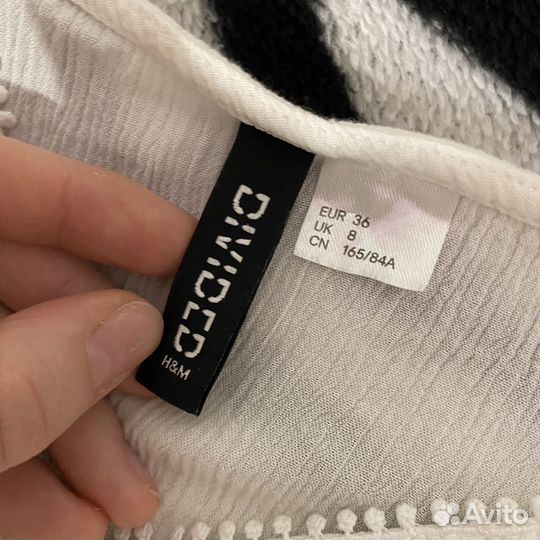 DIVIDED
H&M
EUR 36
UK 8
CN 165/84A
Avito